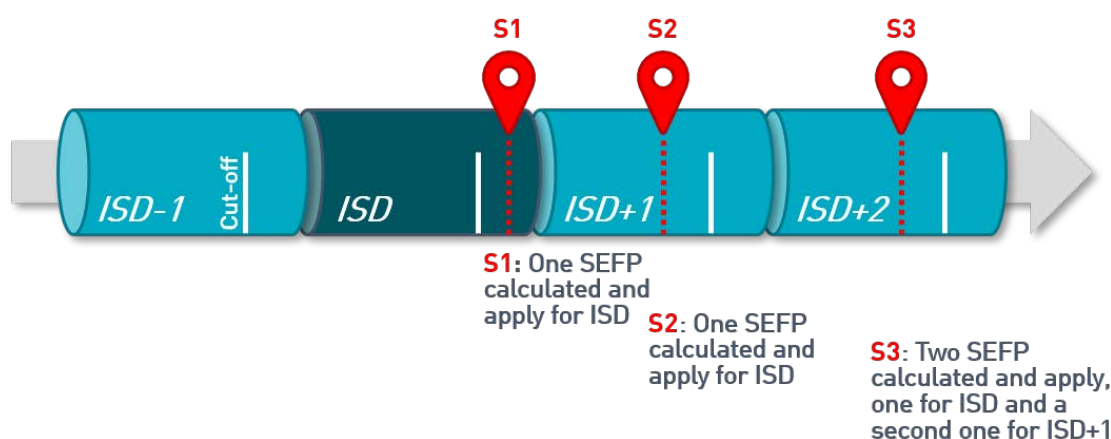 S1
S2
S3
ISD-1
Cut-off
ISD
ISD+1
ISD+2
S1: One SEFP
calculated and
apply for ISD
S2: One SEFP
calculated and
apply for ISD
S3: Two SEFP
calculated and apply,
one for ISD and a
second one for ISD+1